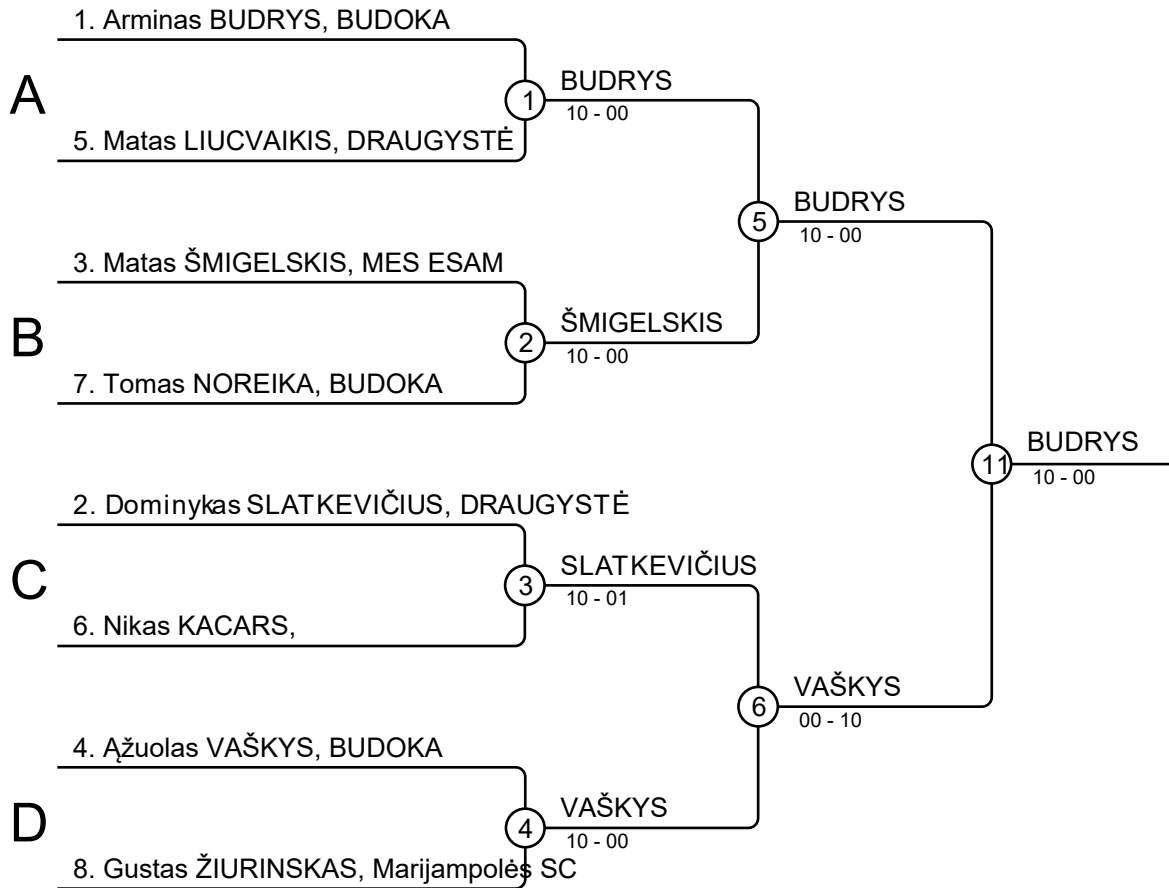 1. Arminas BUDRYS, BUDOKA
A
1
BUDRYS
10 - 00
5. Matas LIUCVAIKIS, DRAUGYSTĖ
5
BUDRYS
10 - 00
3. Matas ŠMIGELSKIS, MES ESAM
B
2
ŠMIGELSKIS
10 - 00
7. Tomas NOREIKA, BUDOKA
11
BUDRYS
10 - 00
2. Dominykas SLATKEVIČIUS, DRAUGYSTĖ
C
3
SLATKEVIČIUS
10 - 01
6. Nikas KACARS,
6
VAŠKYS
00 - 10
4. Ąžuolas VAŠKYS, BUDOKA
D
4
VAŠKYS
10 - 00
8. Gustas ŽIURINSKAS, Marijampolės SC